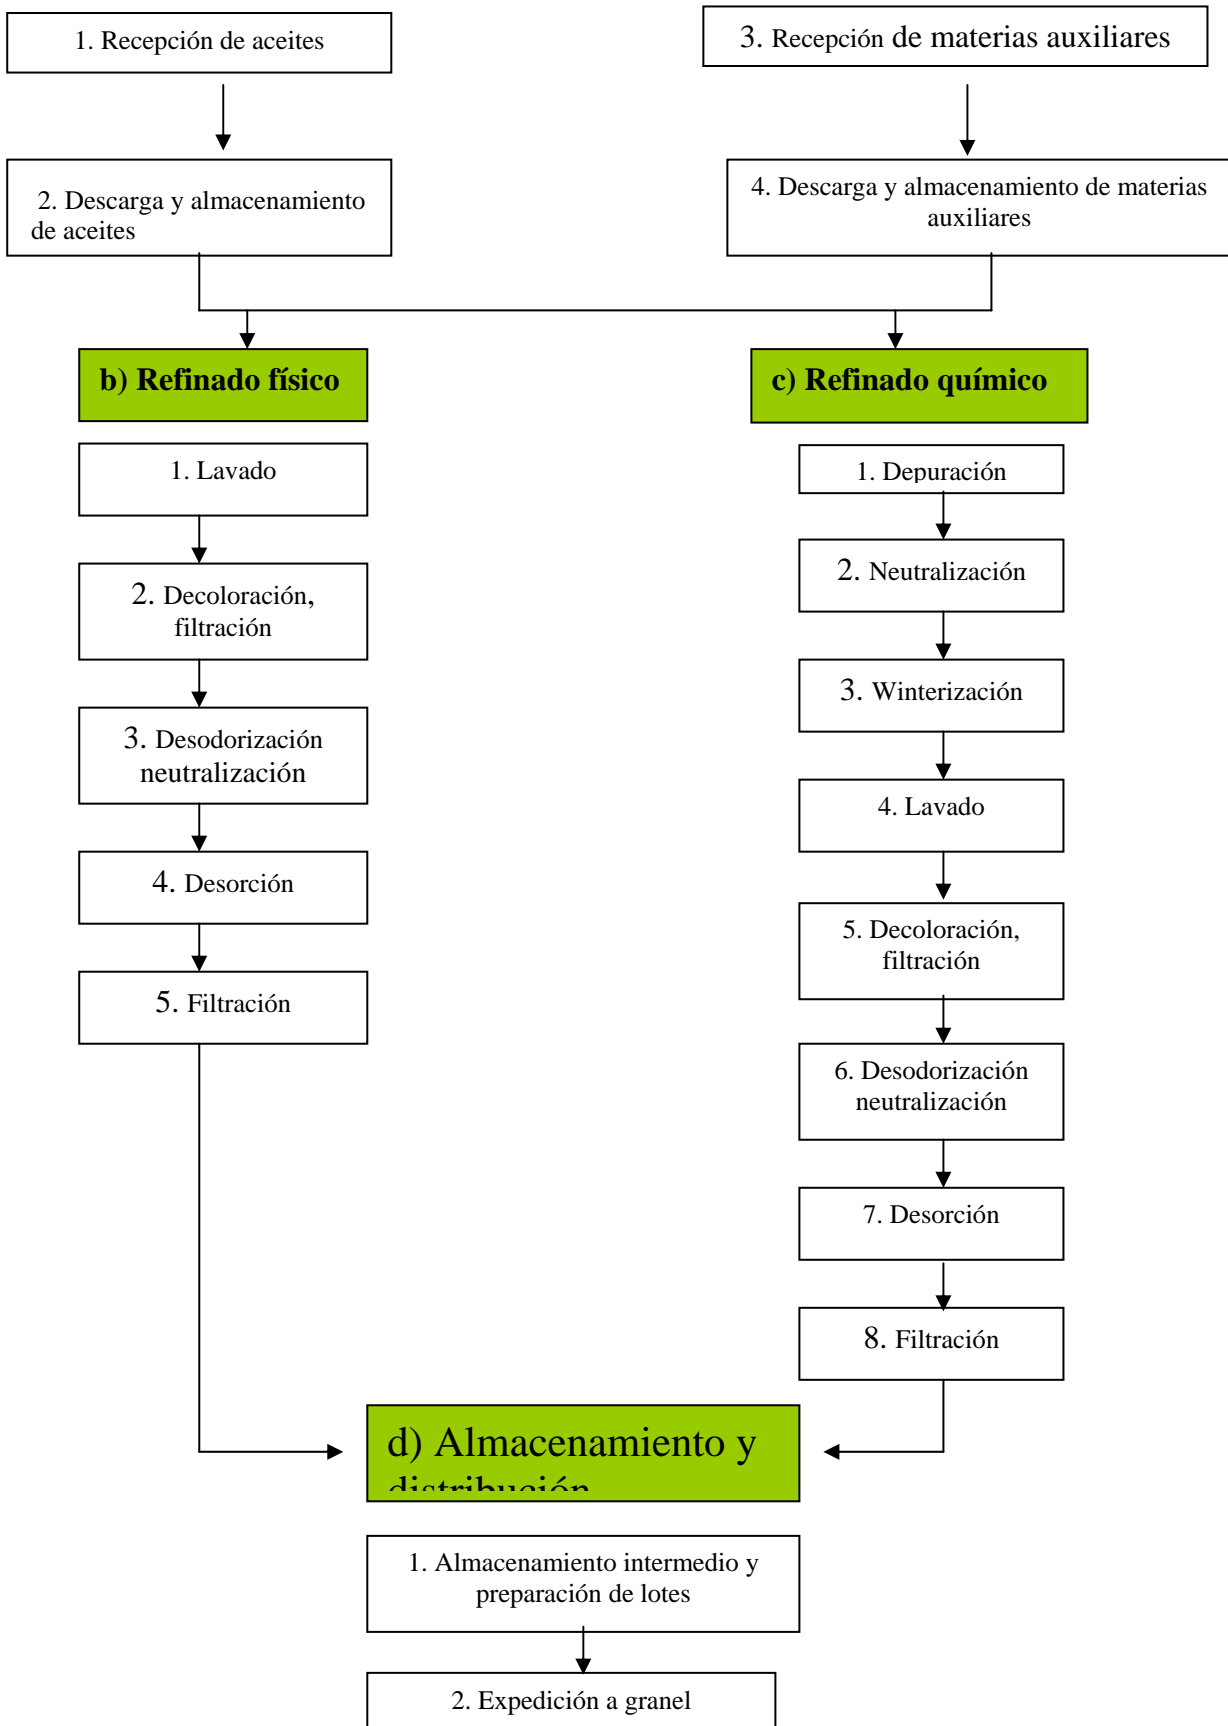 1. Recepción de aceites
3. Recepción de materias auxiliares
2. Descarga y almacenamiento
de aceites
4. Descarga y almacenamiento de materias
auxiliares
b) Refinado físico
1. Lavado
2. Decoloración,
filtración
3. Desodorización
neutralización
4. Desorción
5. Filtración
c) Refinado químico
1. Depuración
2. Neutralización
3. Winterización
4. Lavado
5. Decoloración,
filtración
6. Desodorización
neutralización
7. Desorción
8. Filtración
d) Almacenamiento y
distribución
1. Almacenamiento intermedio y
preparación de lotes
2. Expedición a granel